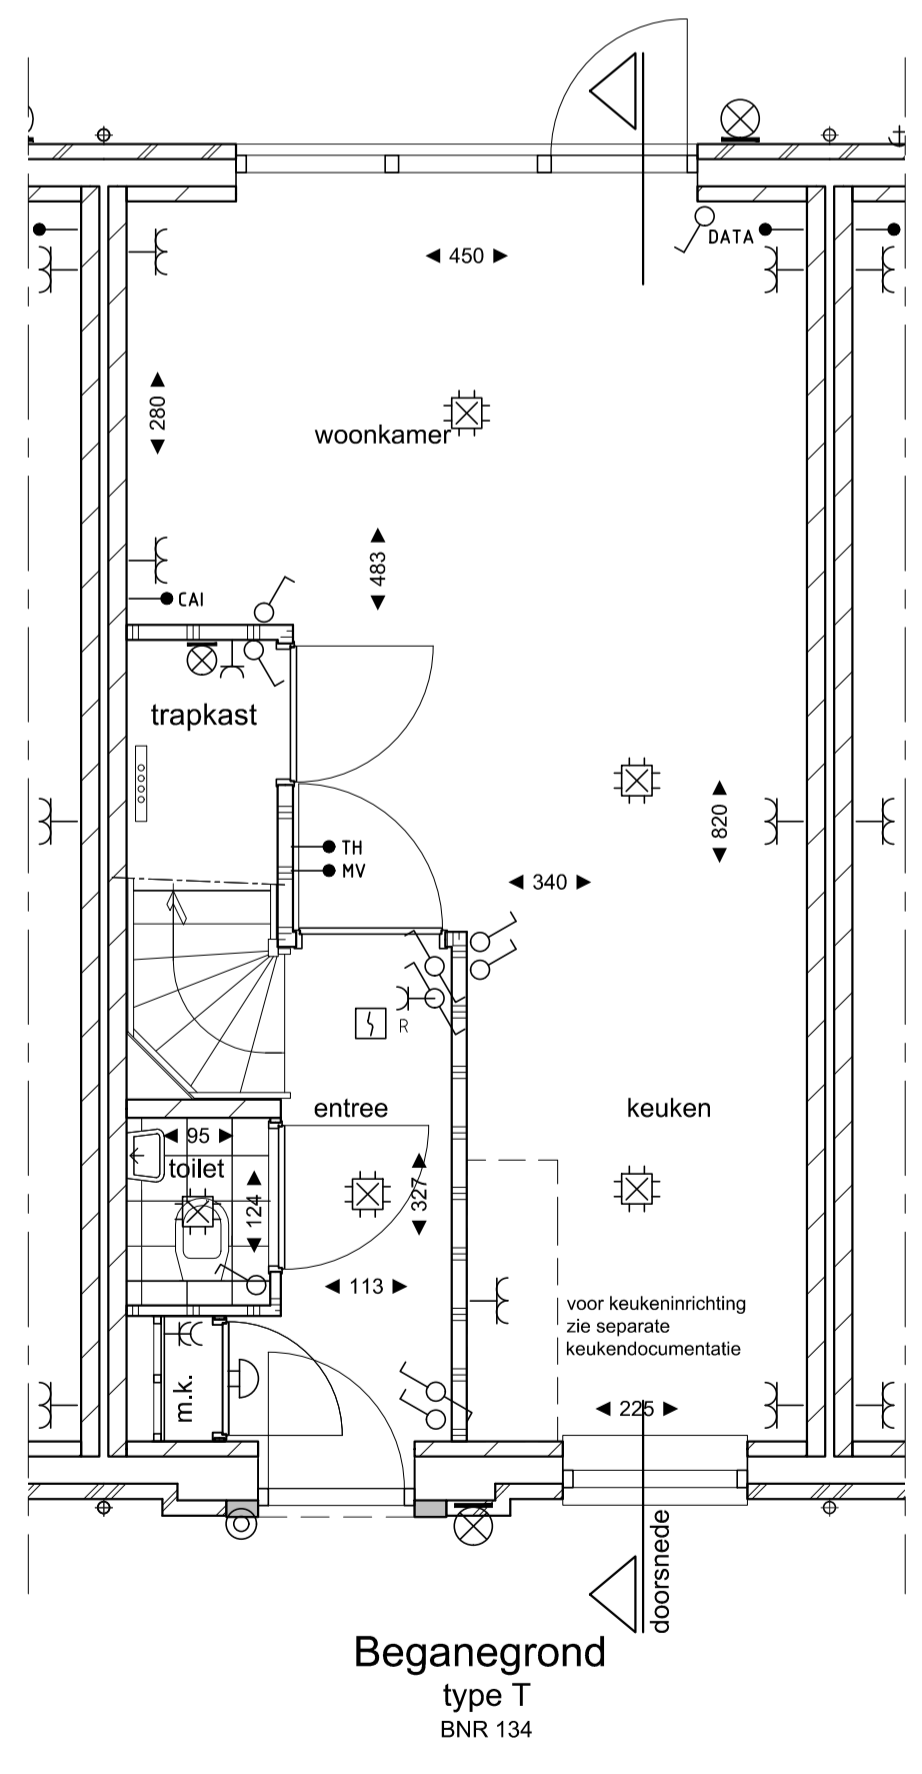 DATA
450
280
woonkamer
483
CAI
trapkast
820
TH
MV
340
R
entree
keuken
95
toilet
124
327
113
voor keukeninrichting
zie separate
keukendocumentatie
m.k.
225
doorsnede
Beganegrond
type T
BNR 134